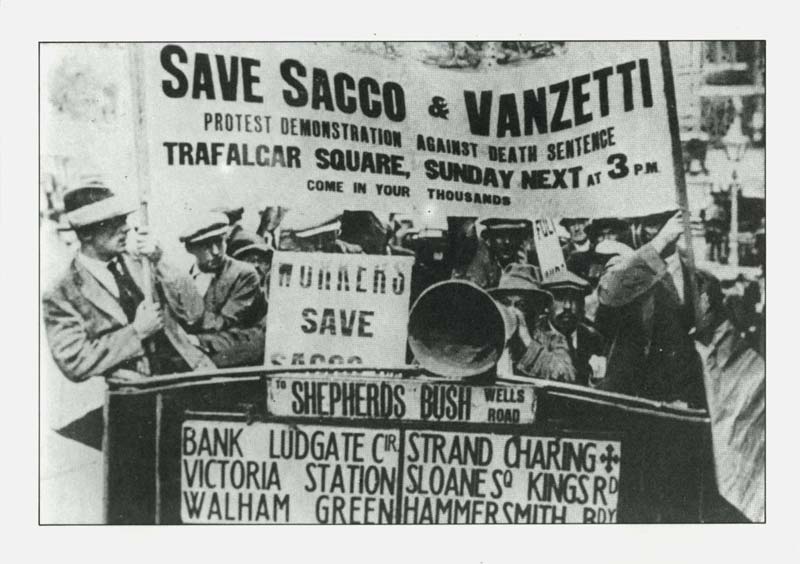 SAVE SACCO & VANZETTI
PROTEST DEMONSTRATION AGAINST DEATH SENTENCE
TRAFALGAR SQUARE, SUNDAY NEXT AT 3 P.M.
COME IN YOUR THOUSANDS
WORKERS
SAVE
SACCO
TO SHEPHERDS BUSH WELLS ROAD
BANK LUDGATE CIR. STRAND CHARING ✠
VICTORIA STATION SLOANE SQ KINGS RD
WALHAM GREEN HAMMERSMITH BDY